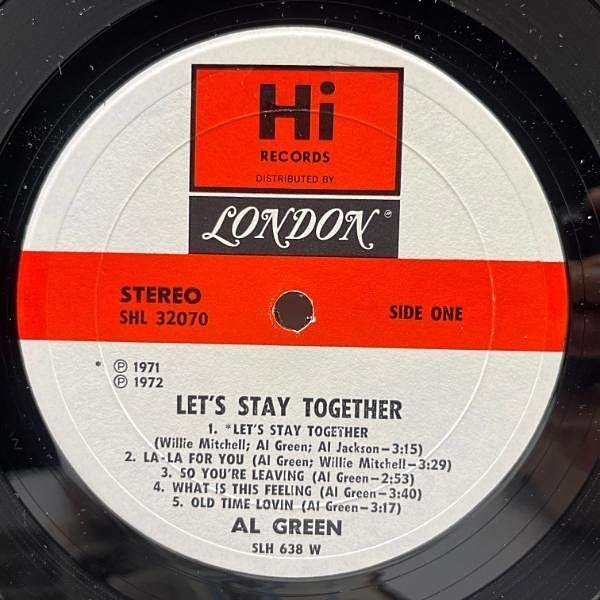 Hi
RECORDS
DISTRIBUTED BY
LONDON®
STEREO
SHL 32070
SIDE ONE
* ℗ 1971
℗ 1972
LET'S STAY TOGETHER
1. *LET'S STAY TOGETHER
(Willie Mitchell; Al Green; Al Jackson—3:15)
2. LA-LA FOR YOU (Al Green; Willie Mitchell—3:29)
3. SO YOU'RE LEAVING (Al Green—2:53)
4. WHAT IS THIS FEELING (Al Green—3:40)
5. OLD TIME LOVIN (Al Green—3:17)
AL GREEN
SLH 638 W